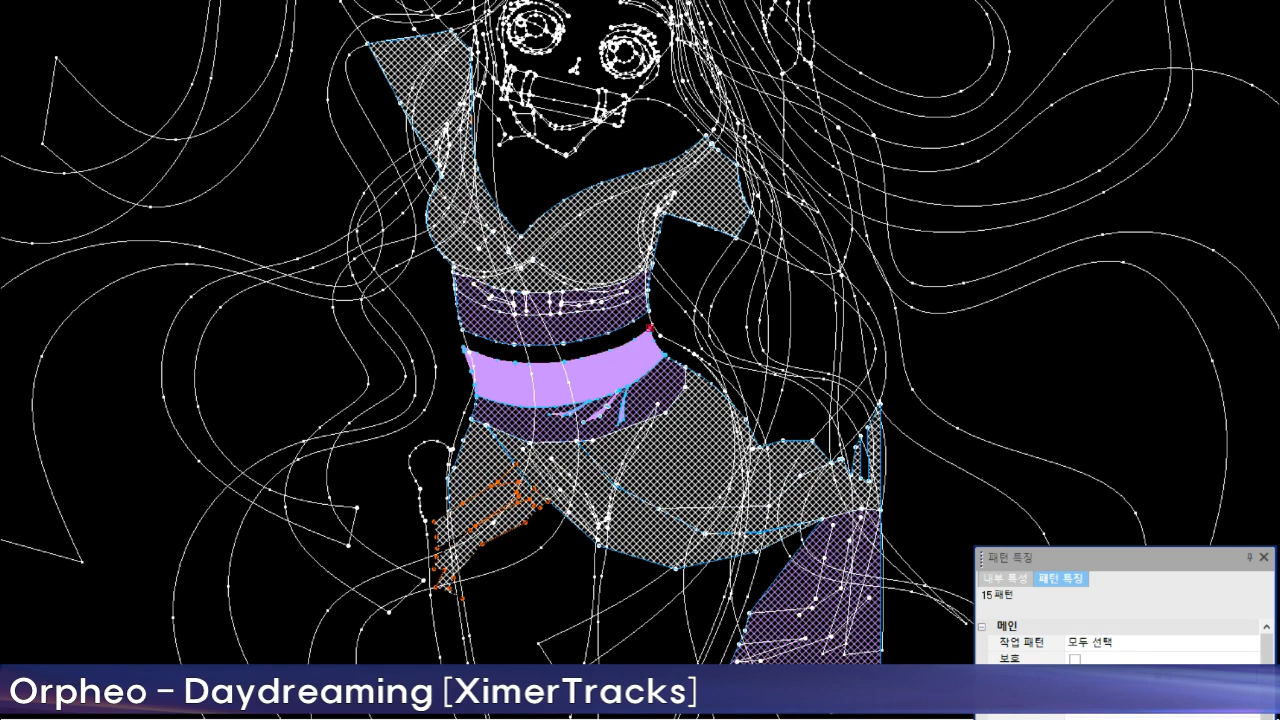 패턴 특징
내부 특성 패턴 특징
15 패턴
메인
작업 패턴 모두 선택
보호
Orpheo - Daydreaming [XimerTracks]